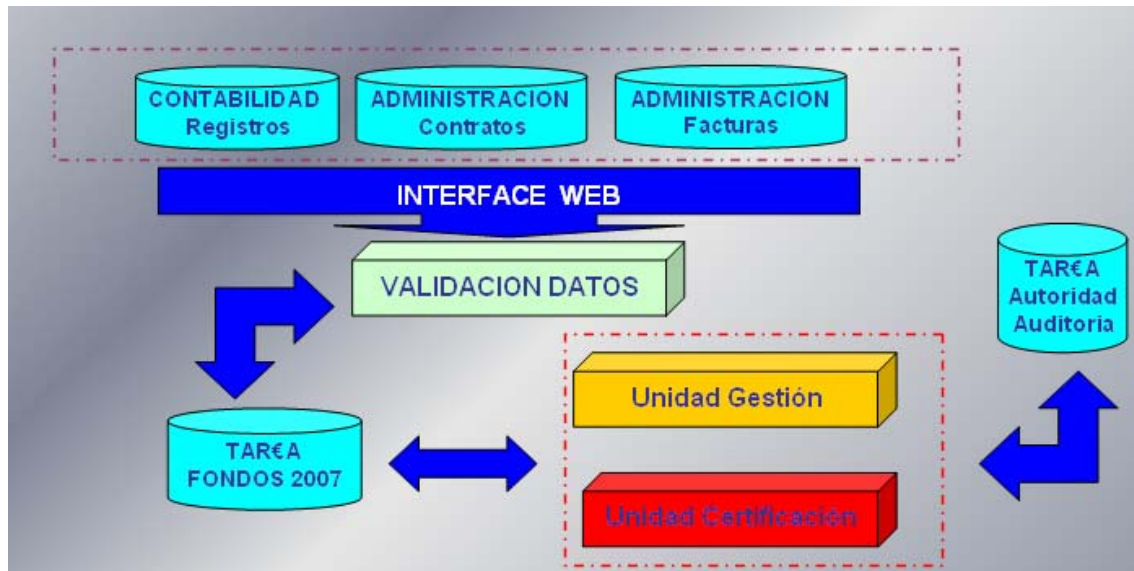 CONTABILIDAD
Registros
ADMINISTRACION
Contratos
ADMINISTRACION
Facturas
INTERFACE WEB
VALIDACION DATOS
TAR€A
Autoridad
Auditoria
Unidad Gestión
TAR€A
FONDOS 2007
Unidad Certificación